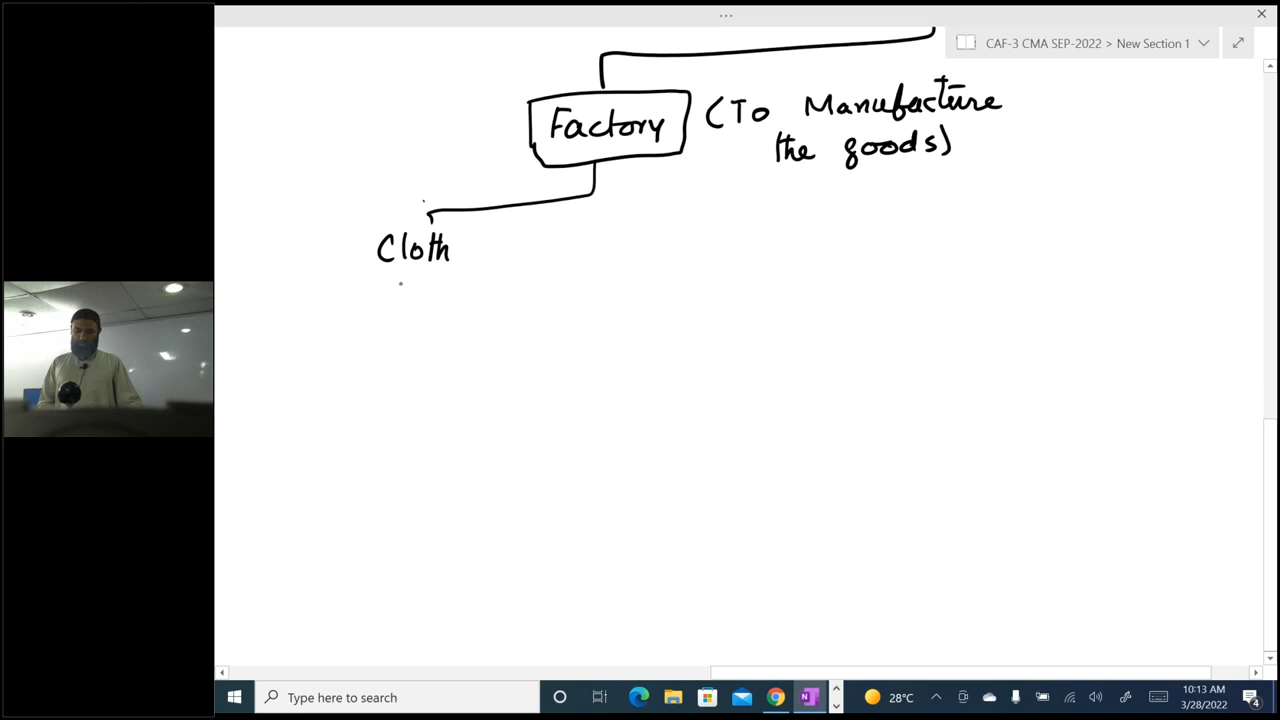 CAF-3 CMA SEP-2022 > New Section 1
Factory (To Manufacture
the goods)
Cloth
Type here to search
28°C
10:13 AM
3/28/2022
4